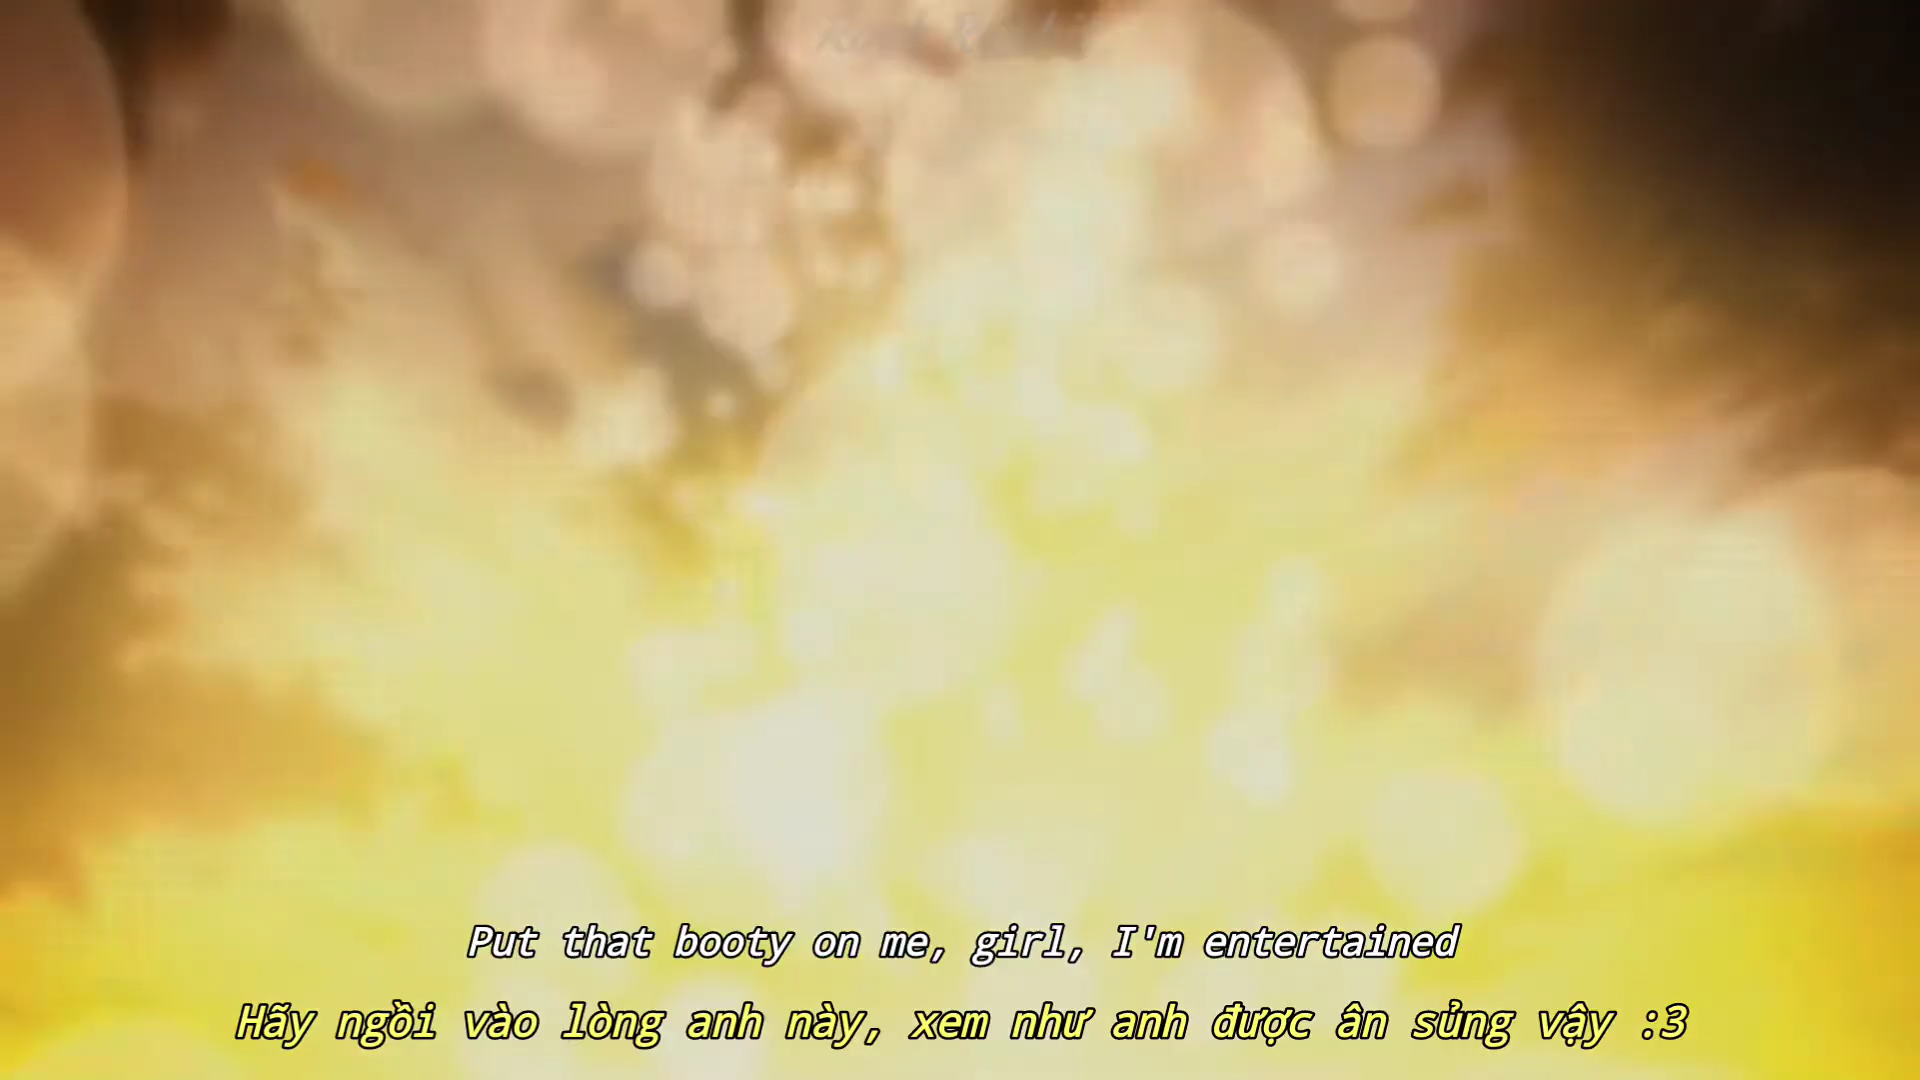 Put that booty on me, girl, I'm entertained
Hãy ngồi vào lòng anh này, xem như anh được ân sủng vậy :3